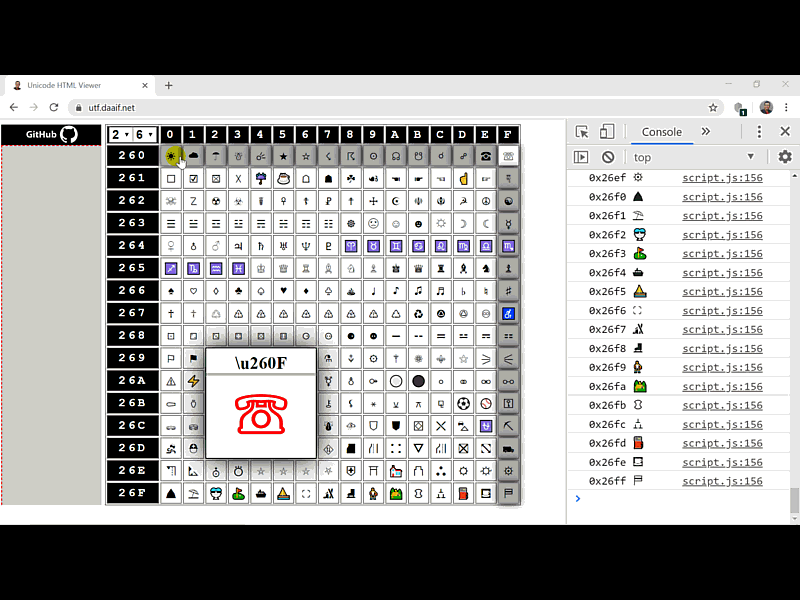 Unicode HTML Viewer
utf.daaif.net
1
GitHub
2 6 0 1 2 3 4 5 6 7 8 9 A B C D E F
260
261
262
263
264
265
266
267
268
269
26A
26B
26C
26D
26E
26F
\u260F
Console
top
0x26ef script.js:156
0x26f0 script.js:156
0x26f1 script.js:156
0x26f2 script.js:156
0x26f3 script.js:156
0x26f4 script.js:156
0x26f5 script.js:156
0x26f6 script.js:156
0x26f7 script.js:156
0x26f8 script.js:156
0x26f9 script.js:156
0x26fa script.js:156
0x26fb script.js:156
0x26fc script.js:156
0x26fd script.js:156
0x26fe script.js:156
0x26ff script.js:156